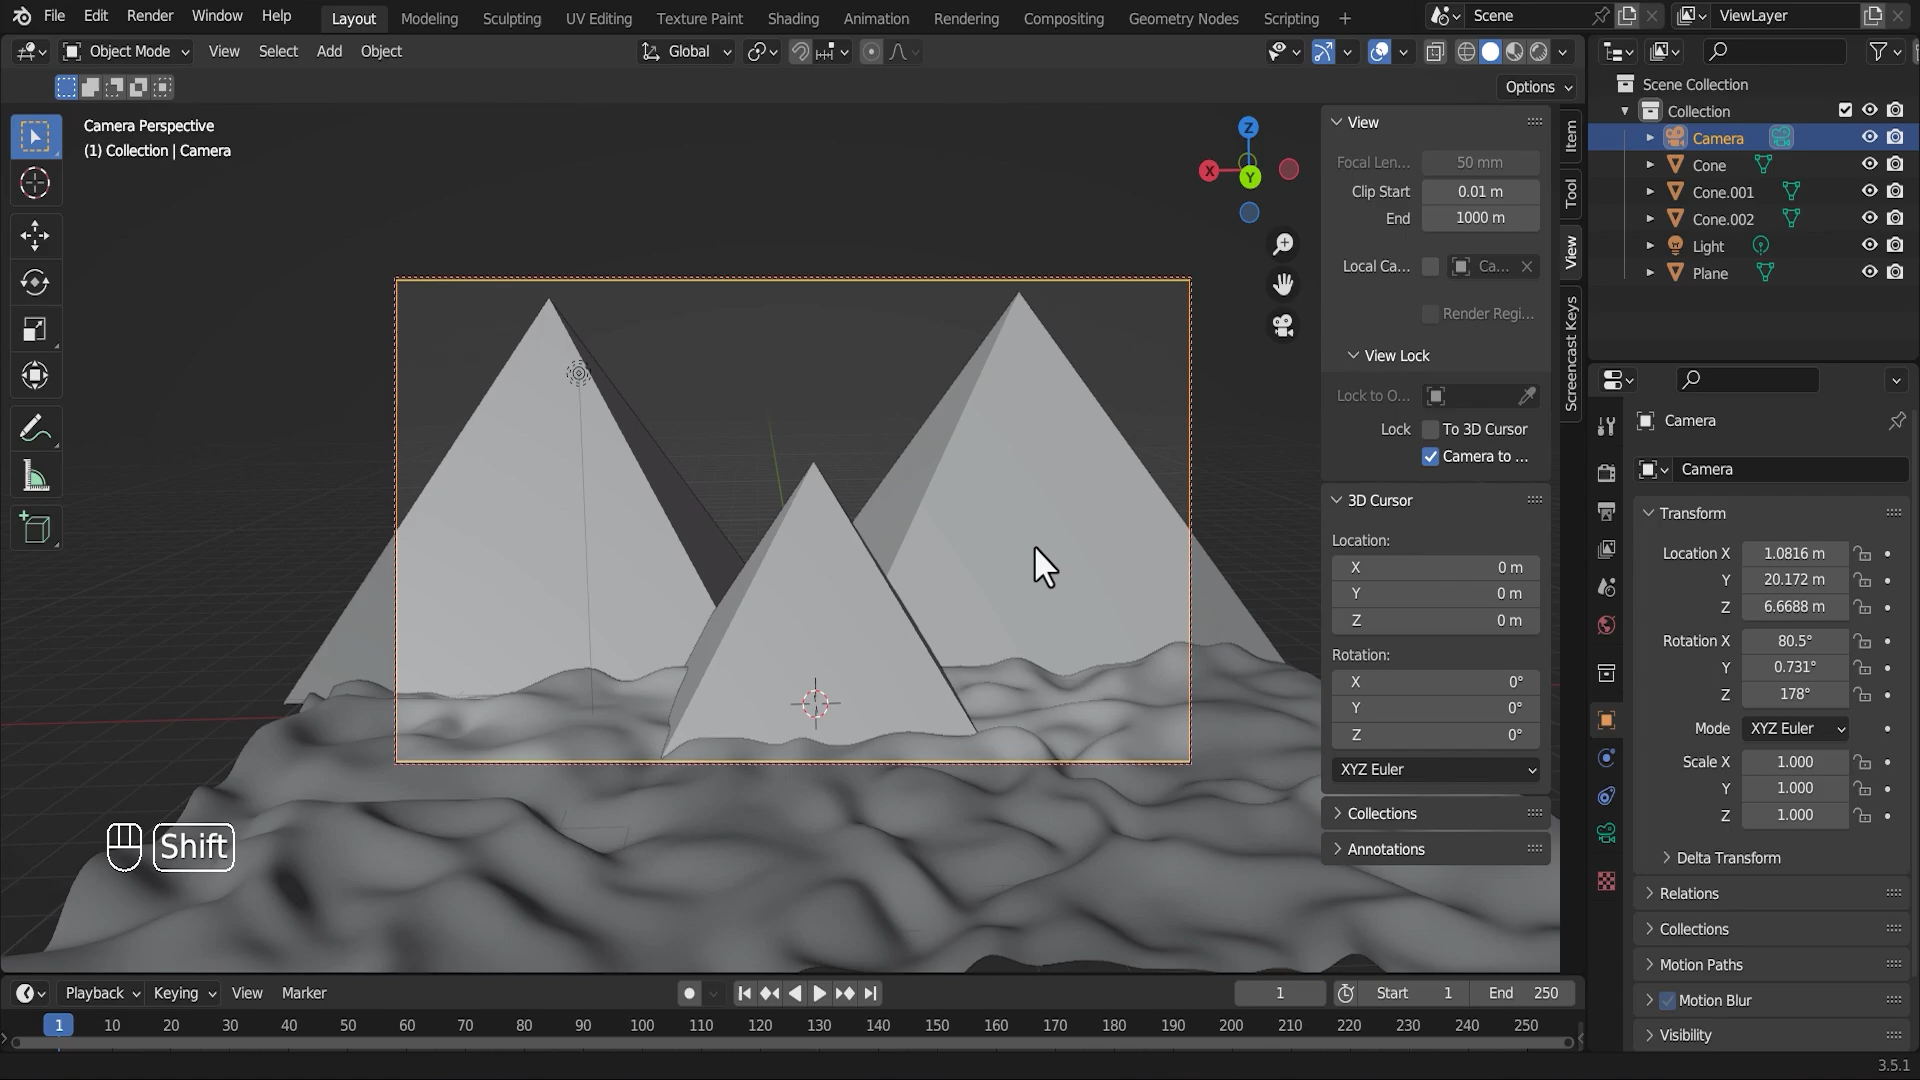 File Edit Render Window Help Layout Modeling Sculpting UV Editing Texture Paint Shading Animation Rendering Compositing Geometry Nodes Scripting + Scene ViewLayer
Object Mode View Select Add Object Global
Options
Camera Perspective
(1) Collection | Camera
Z
X
Y
View
Focal Len... 50 mm
Clip Start 0.01 m
End 1000 m
Local Ca... Ca...
Render Regi...
View Lock
Lock to O...
Lock To 3D Cursor
Camera to ...
3D Cursor
Location:
X 0 m
Y 0 m
Z 0 m
Rotation:
X 0°
Y 0°
Z 0°
XYZ Euler
Collections
Annotations
Item
Tool
View
Screencast Keys
Scene Collection
Collection
Camera
Cone
Cone.001
Cone.002
Light
Plane
Camera
Camera
Transform
Location X 1.0816 m
Y 20.172 m
Z 6.6688 m
Rotation X 80.5°
Y 0.731°
Z 178°
Mode XYZ Euler
Scale X 1.000
Y 1.000
Z 1.000
Delta Transform
Relations
Collections
Motion Paths
Motion Blur
Visibility
Shift
Playback Keying View Marker 1 Start 1 End 250
1 10 20 30 40 50 60 70 80 90 100 110 120 130 140 150 160 170 180 190 200 210 220 230 240 250
3.5.1